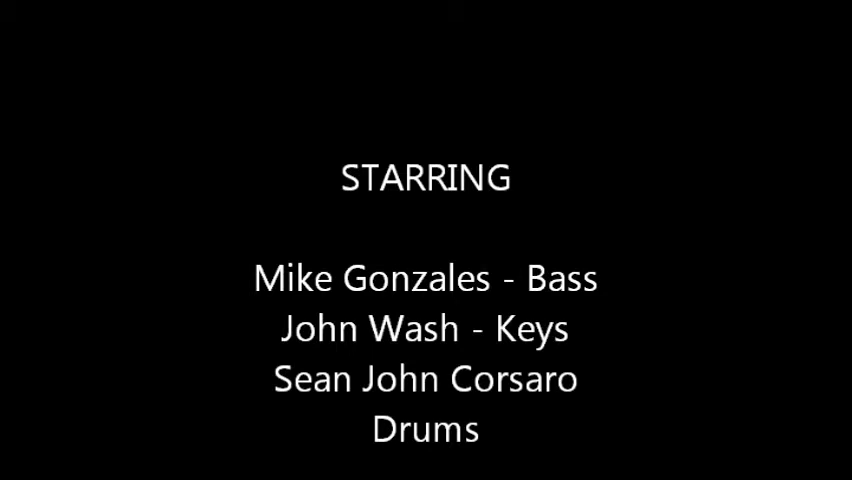 STARRING
Mike Gonzales - Bass
John Wash - Keys
Sean John Corsaro
Drums